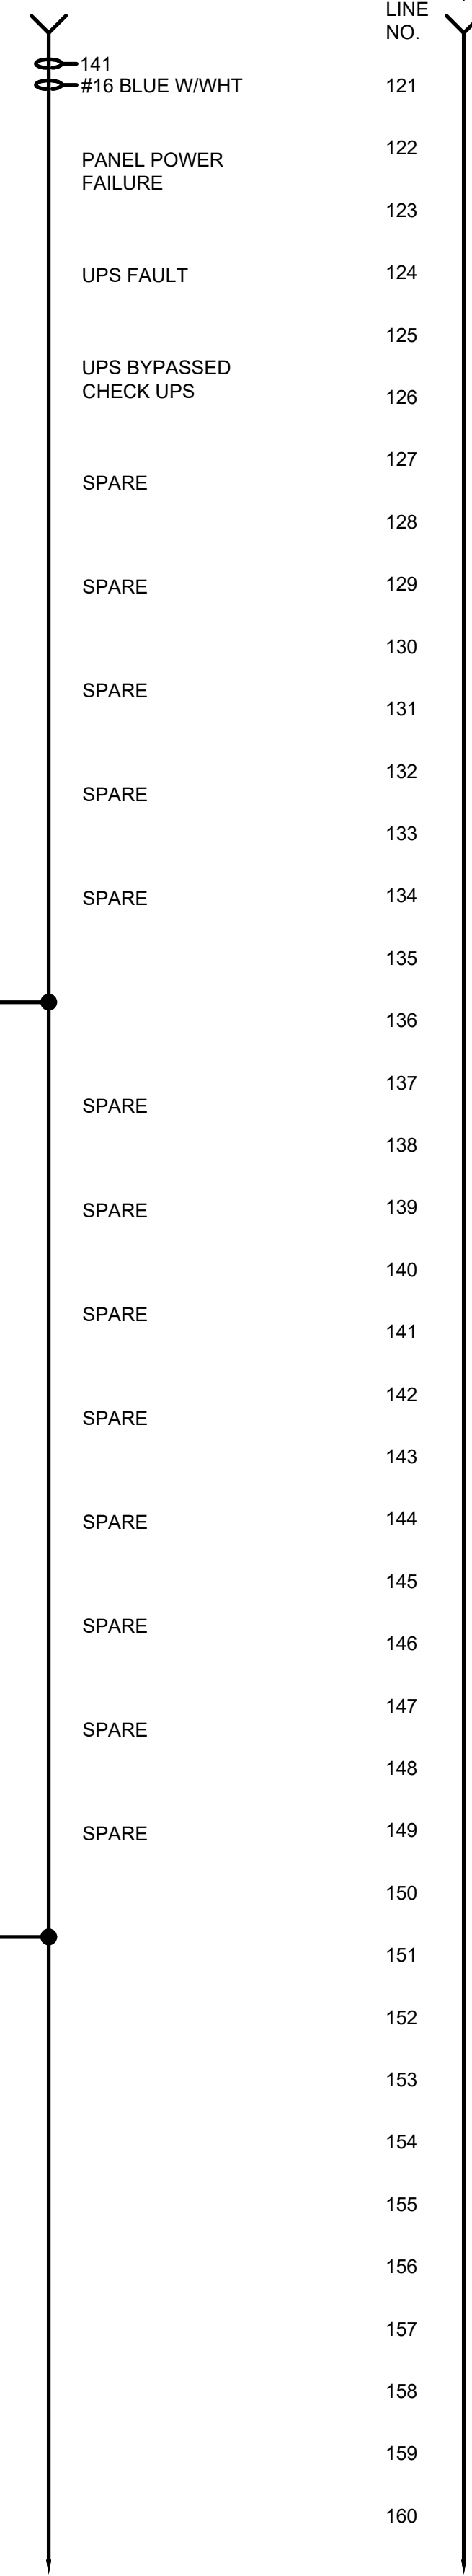 LINE
NO.
141
#16 BLUE W/WHT
121
122
PANEL POWER
FAILURE
123
124
UPS FAULT
125
UPS BYPASSED
CHECK UPS
126
127
SPARE
128
129
SPARE
130
SPARE
131
132
SPARE
133
134
SPARE
135
136
137
SPARE
138
139
SPARE
140
SPARE
141
142
SPARE
143
144
SPARE
145
SPARE
146
147
SPARE
148
149
SPARE
150
151
152
153
154
155
156
157
158
159
160